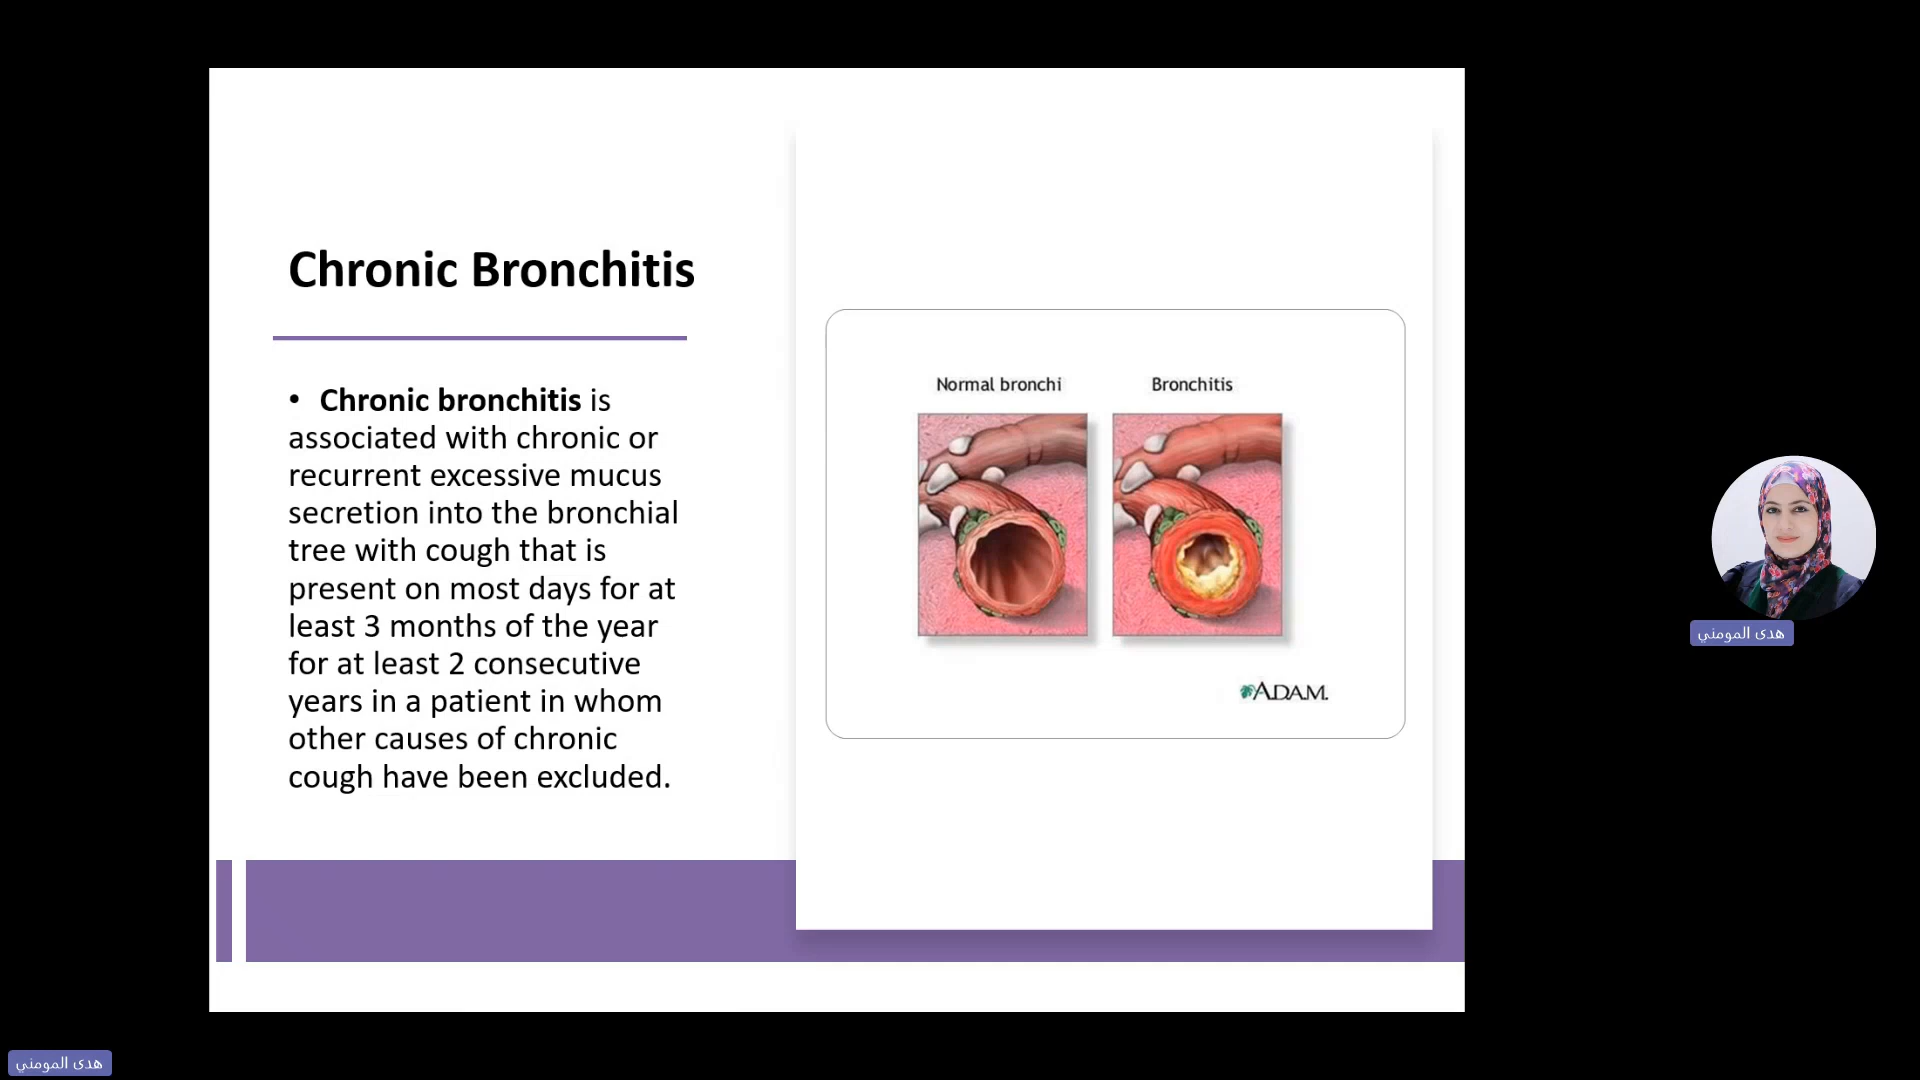 Chronic Bronchitis
• Chronic bronchitis is
associated with chronic or
recurrent excessive mucus
secretion into the bronchial
tree with cough that is
present on most days for at
least 3 months of the year
for at least 2 consecutive
years in a patient in whom
other causes of chronic
cough have been excluded.
Normal bronchi
Bronchitis
A.D.A.M.
هدى المومني
هدى المومني